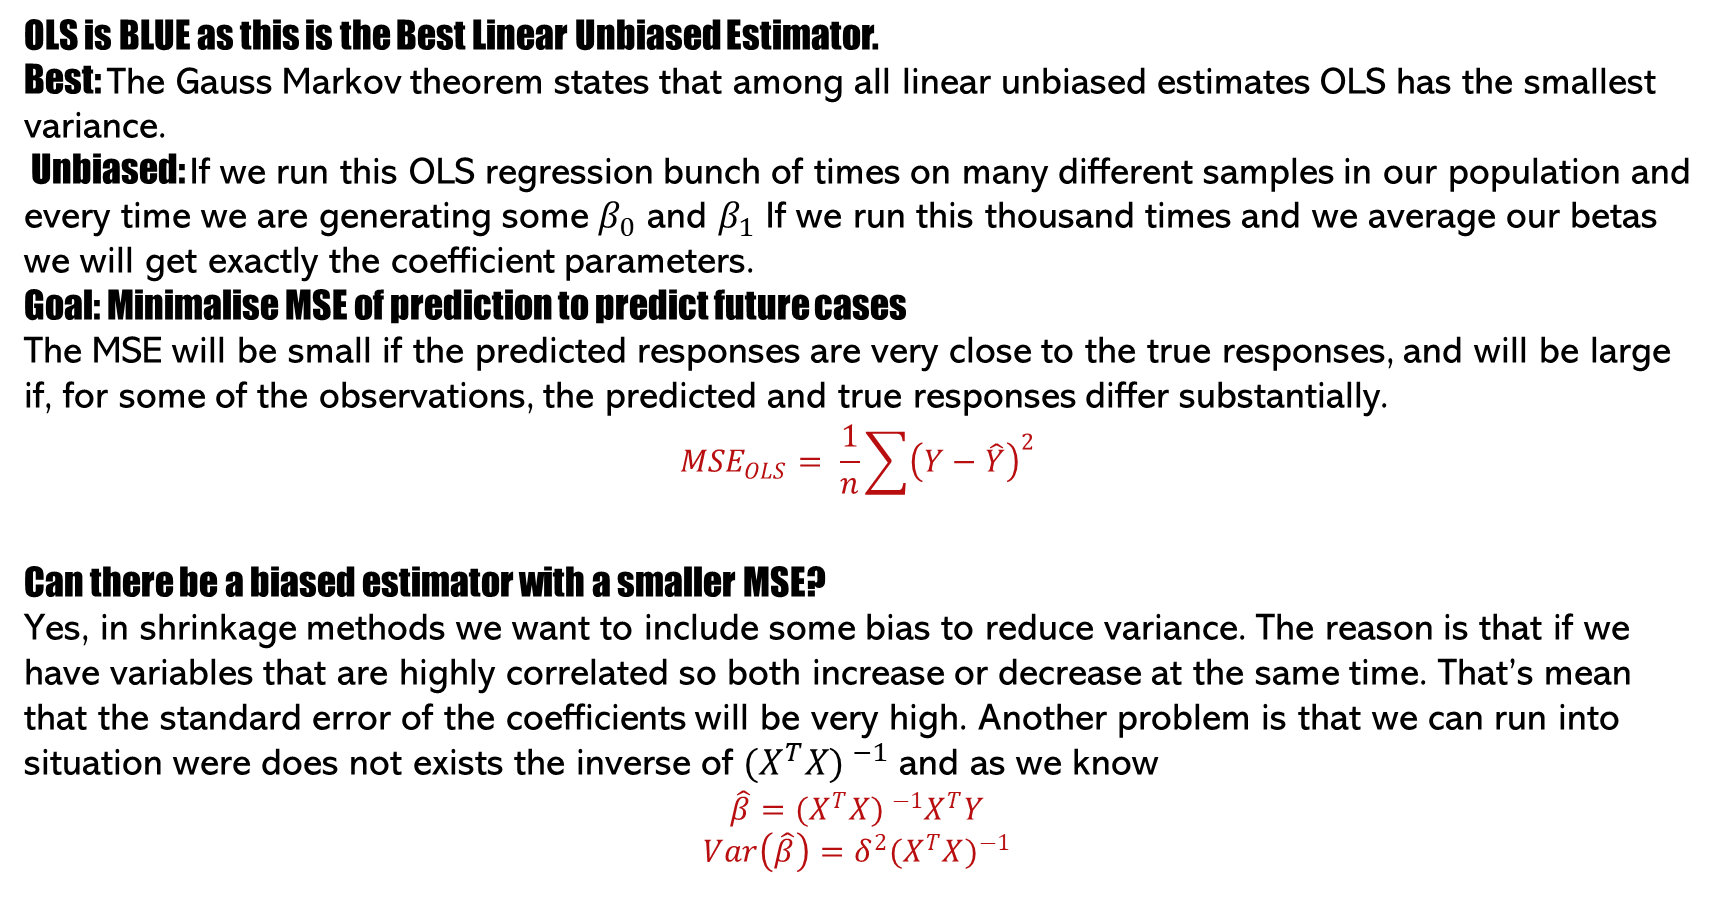 OLS is BLUE as this is the Best Linear Unbiased Estimator.
Best: The Gauss Markov theorem states that among all linear unbiased estimates OLS has the smallest
variance.
Unbiased: If we run this OLS regression bunch of times on many different samples in our population and
every time we are generating some β₀ and β₁ If we run this thousand times and we average our betas
we will get exactly the coefficient parameters.
Goal: Minimalise MSE of prediction to predict future cases
The MSE will be small if the predicted responses are very close to the true responses, and will be large
if, for some of the observations, the predicted and true responses differ substantially.
MSE_OLS = 1/n ∑(Y − Ŷ)²
Can there be a biased estimator with a smaller MSE?
Yes, in shrinkage methods we want to include some bias to reduce variance. The reason is that if we
have variables that are highly correlated so both increase or decrease at the same time. That’s mean
that the standard error of the coefficients will be very high. Another problem is that we can run into
situation were does not exists the inverse of (XᵀX) ⁻¹ and as we know
β̂ = (XᵀX) ⁻¹XᵀY
Var(β̂) = δ²(XᵀX)⁻¹